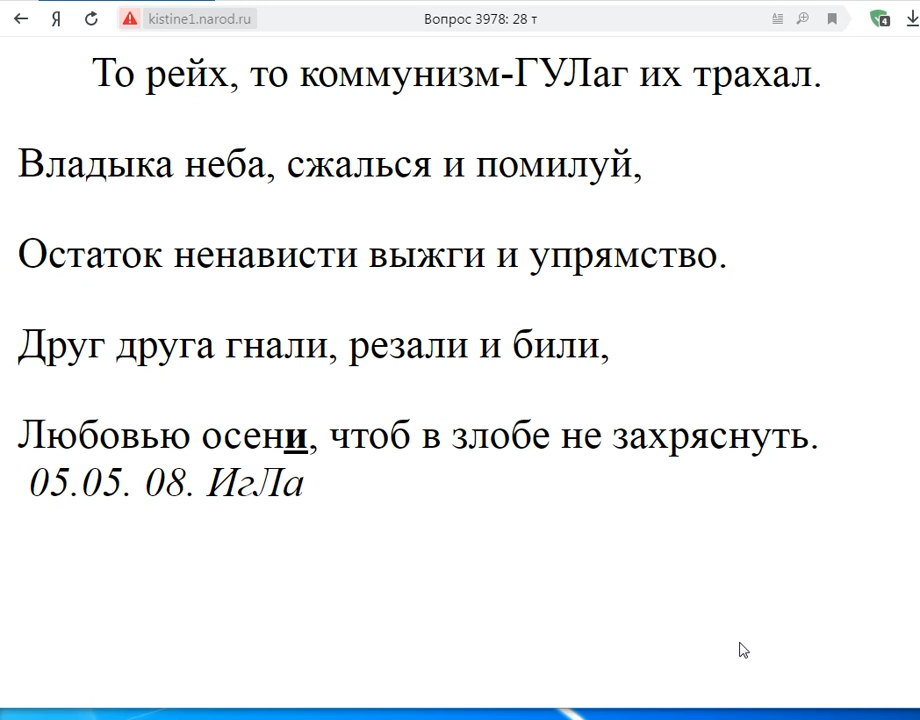 kistine1.narod.ru Вопрос 3978: 28 т 4
То рейх, то коммунизм-ГУЛаг их трахал.
Владыка неба, сжалься и помилуй,
Остаток ненависти выжги и упрямство.
Друг друга гнали, резали и били,
Любовью осени, чтоб в злобе не захряснуть.
05.05. 08. ИгЛа